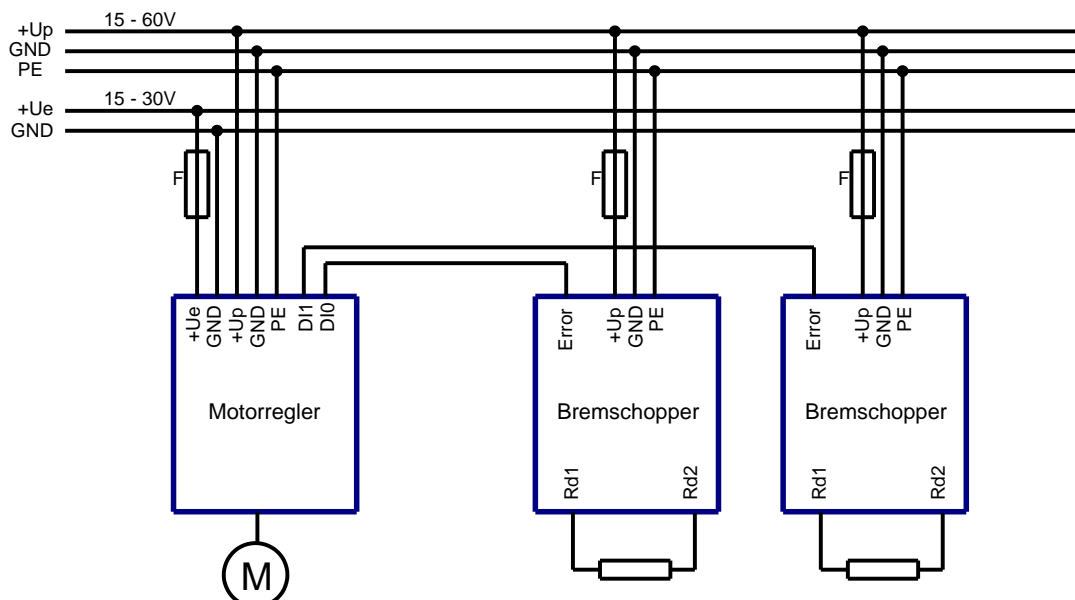 +Up 15 - 60V
GND
PE
+Ue 15 - 30V
GND
F F F
+Ue GND +Up GND PE DI1 DI0
Error +Up GND PE
Error +Up GND PE
Motorregler Bremschopper Bremschopper
Rd1 Rd2 Rd1 Rd2
M